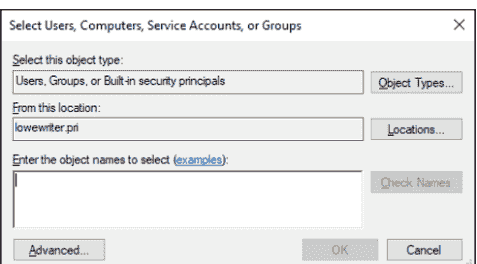 Select Users, Computers, Service Accounts, or Groups
Select this object type:
Users, Groups, or Built-in security principals
Object Types...
From this location:
lowewriter.pri
Locations...
Enter the object names to select (examples):
Check Names
Advanced...
OK
Cancel